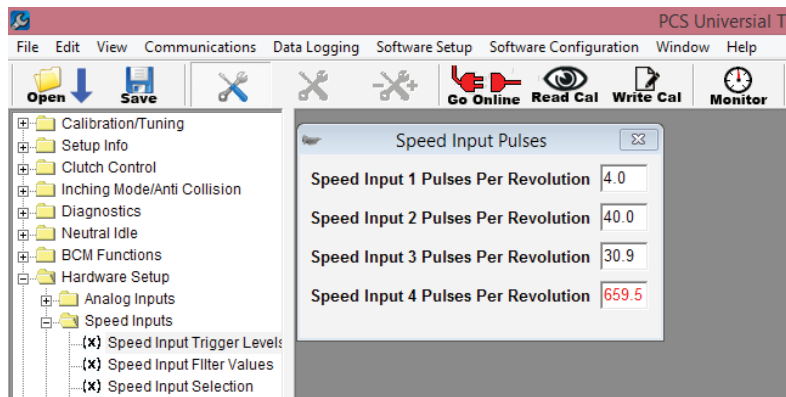 PCS Universial T
File Edit View Communications Data Logging Software Setup Software Configuration Window Help
Open Save Go Online Read Cal Write Cal Monitor
Calibration/Tuning
Setup Info
Clutch Control
Inching Mode/Anti Collision
Diagnostics
Neutral Idle
BCM Functions
Hardware Setup
Analog Inputs
Speed Inputs
(x) Speed Input Trigger Levels
(x) Speed Input FIlter Values
(x) Speed Input Selection
Speed Input Pulses
Speed Input 1 Pulses Per Revolution 4.0
Speed Input 2 Pulses Per Revolution 40.0
Speed Input 3 Pulses Per Revolution 30.9
Speed Input 4 Pulses Per Revolution 659.5